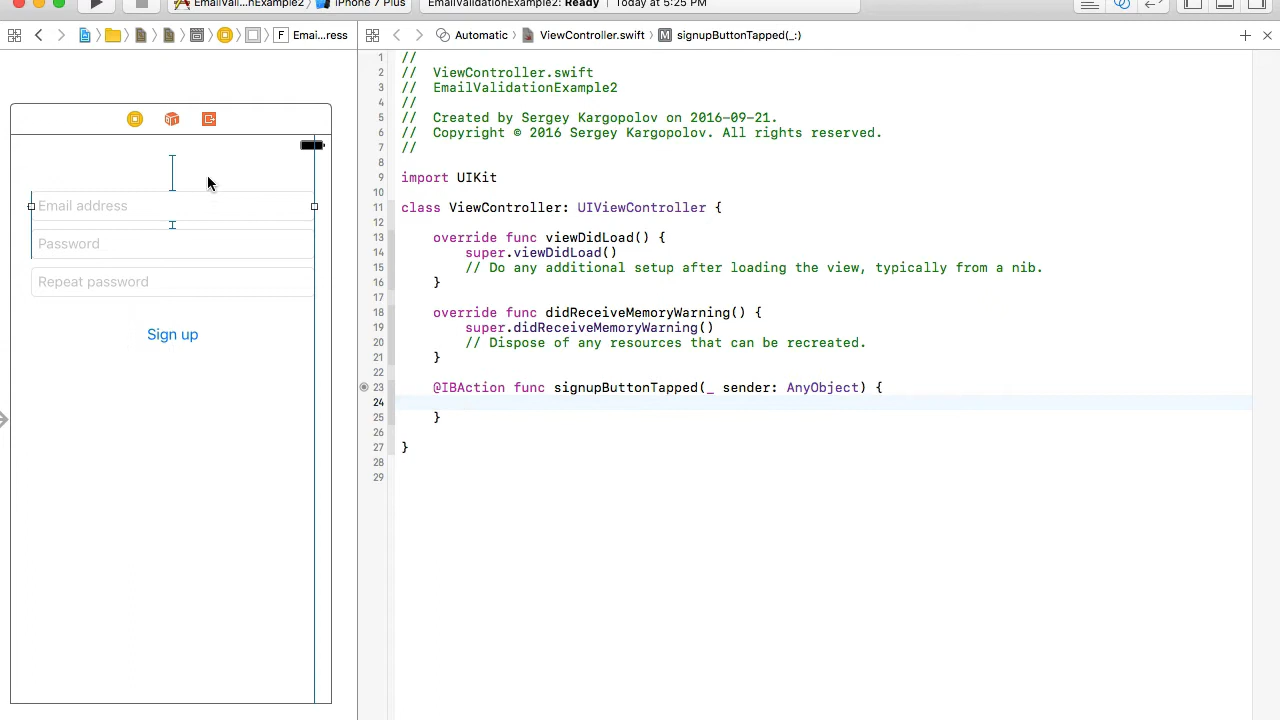 EmailVali...nExample2 › iPhone 7 Plus
EmailValidationExample2: Ready | Today at 5:25 PM
Emai...ress
Automatic › ViewController.swift › M signupButtonTapped(_:)
Email address
Password
Repeat password
Sign up
1 //
2 //  ViewController.swift
3 //  EmailValidationExample2
4 //
5 //  Created by Sergey Kargopolov on 2016-09-21.
6 //  Copyright © 2016 Sergey Kargopolov. All rights reserved.
7 //
8
9 import UIKit
10
11 class ViewController: UIViewController {
12
13     override func viewDidLoad() {
14         super.viewDidLoad()
15         // Do any additional setup after loading the view, typically from a nib.
16     }
17
18     override func didReceiveMemoryWarning() {
19         super.didReceiveMemoryWarning()
20         // Dispose of any resources that can be recreated.
21     }
22
23     @IBAction func signupButtonTapped(_ sender: AnyObject) {
24
25     }
26
27 }
28
29